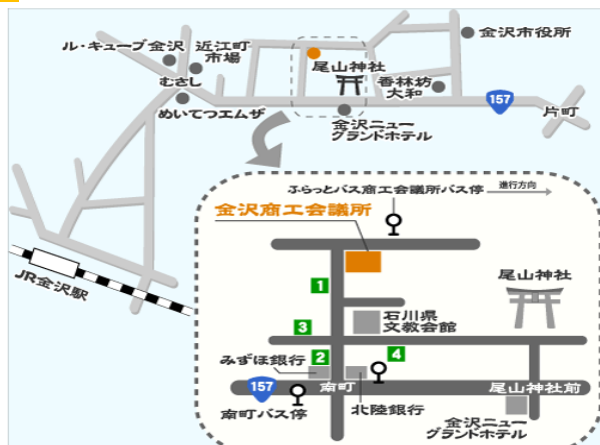 金沢市役所
ル・キューブ金沢
近江町
市場
尾山神社
むさし
香林坊
大和
めいてつエムザ
157
片町
金沢ニュー
グランドホテル
ふらっとバス商工会議所バス停
進行方向
金沢商工会議所
JR金沢駅
尾山神社
1
石川県
文教会館
3
みずほ銀行
2
4
157
南町
尾山神社前
南町バス停
北陸銀行
金沢ニュー
グランドホテル